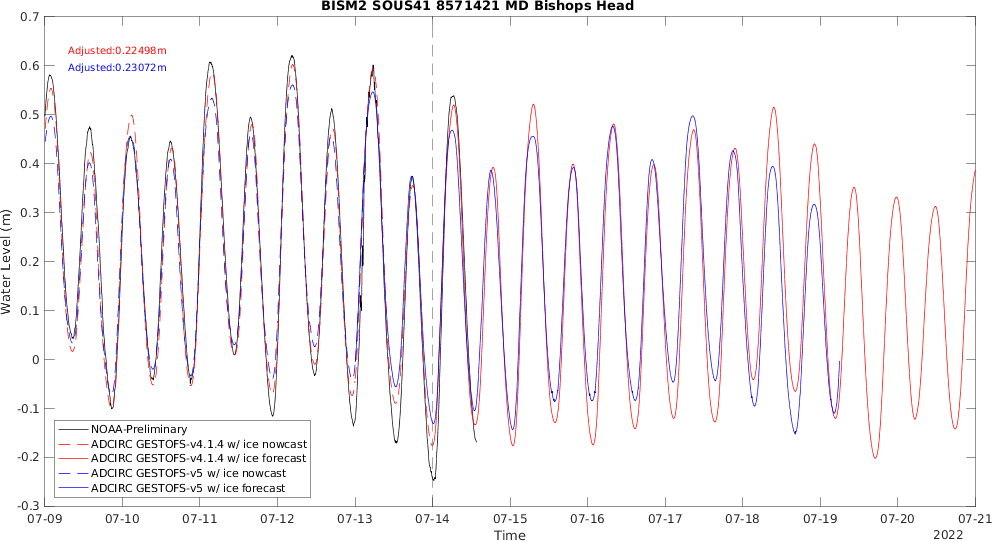 BISM2 SOUS41 8571421 MD Bishops Head
Adjusted:0.22498m
Adjusted:0.23072m
0.7
0.6
0.5
0.4
0.3
0.2
0.1
0
-0.1
-0.2
-0.3
Water Level (m)
NOAA-Preliminary
ADCIRC GESTOFS-v4.1.4 w/ ice nowcast
ADCIRC GESTOFS-v4.1.4 w/ ice forecast
ADCIRC GESTOFS-v5 w/ ice nowcast
ADCIRC GESTOFS-v5 w/ ice forecast
07-09 07-10 07-11 07-12 07-13 07-14 07-15 07-16 07-17 07-18 07-19 07-20 07-21
Time
2022